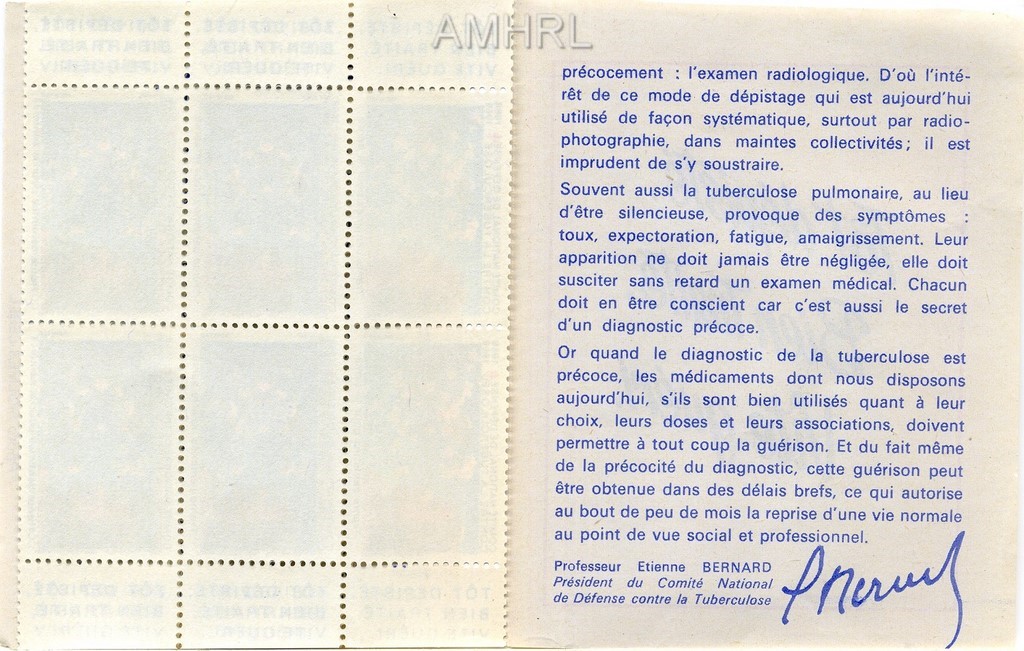 AMHRL
TÔT DÉPISTÉ
BIEN TRAITÉ
VITE GUÉRI
précocement : l'examen radiologique. D'où l'inté-
rêt de ce mode de dépistage qui est aujourd'hui
utilisé de façon systématique, surtout par radio-
photographie, dans maintes collectivités; il est
imprudent de s'y soustraire.
Souvent aussi la tuberculose pulmonaire, au lieu
d'être silencieuse, provoque des symptômes :
toux, expectoration, fatigue, amaigrissement. Leur
apparition ne doit jamais être négligée, elle doit
susciter sans retard un examen médical. Chacun
doit en être conscient car c'est aussi le secret
d'un diagnostic précoce.
Or quand le diagnostic de la tuberculose est
précoce, les médicaments dont nous disposons
aujourd'hui, s'ils sont bien utilisés quant à leur
choix, leurs doses et leurs associations, doivent
permettre à tout coup la guérison. Et du fait même
de la précocité du diagnostic, cette guérison peut
être obtenue dans des délais brefs, ce qui autorise
au bout de peu de mois la reprise d'une vie normale
au point de vue social et professionnel.
Professeur Etienne BERNARD
Président du Comité National
de Défense contre la Tuberculose